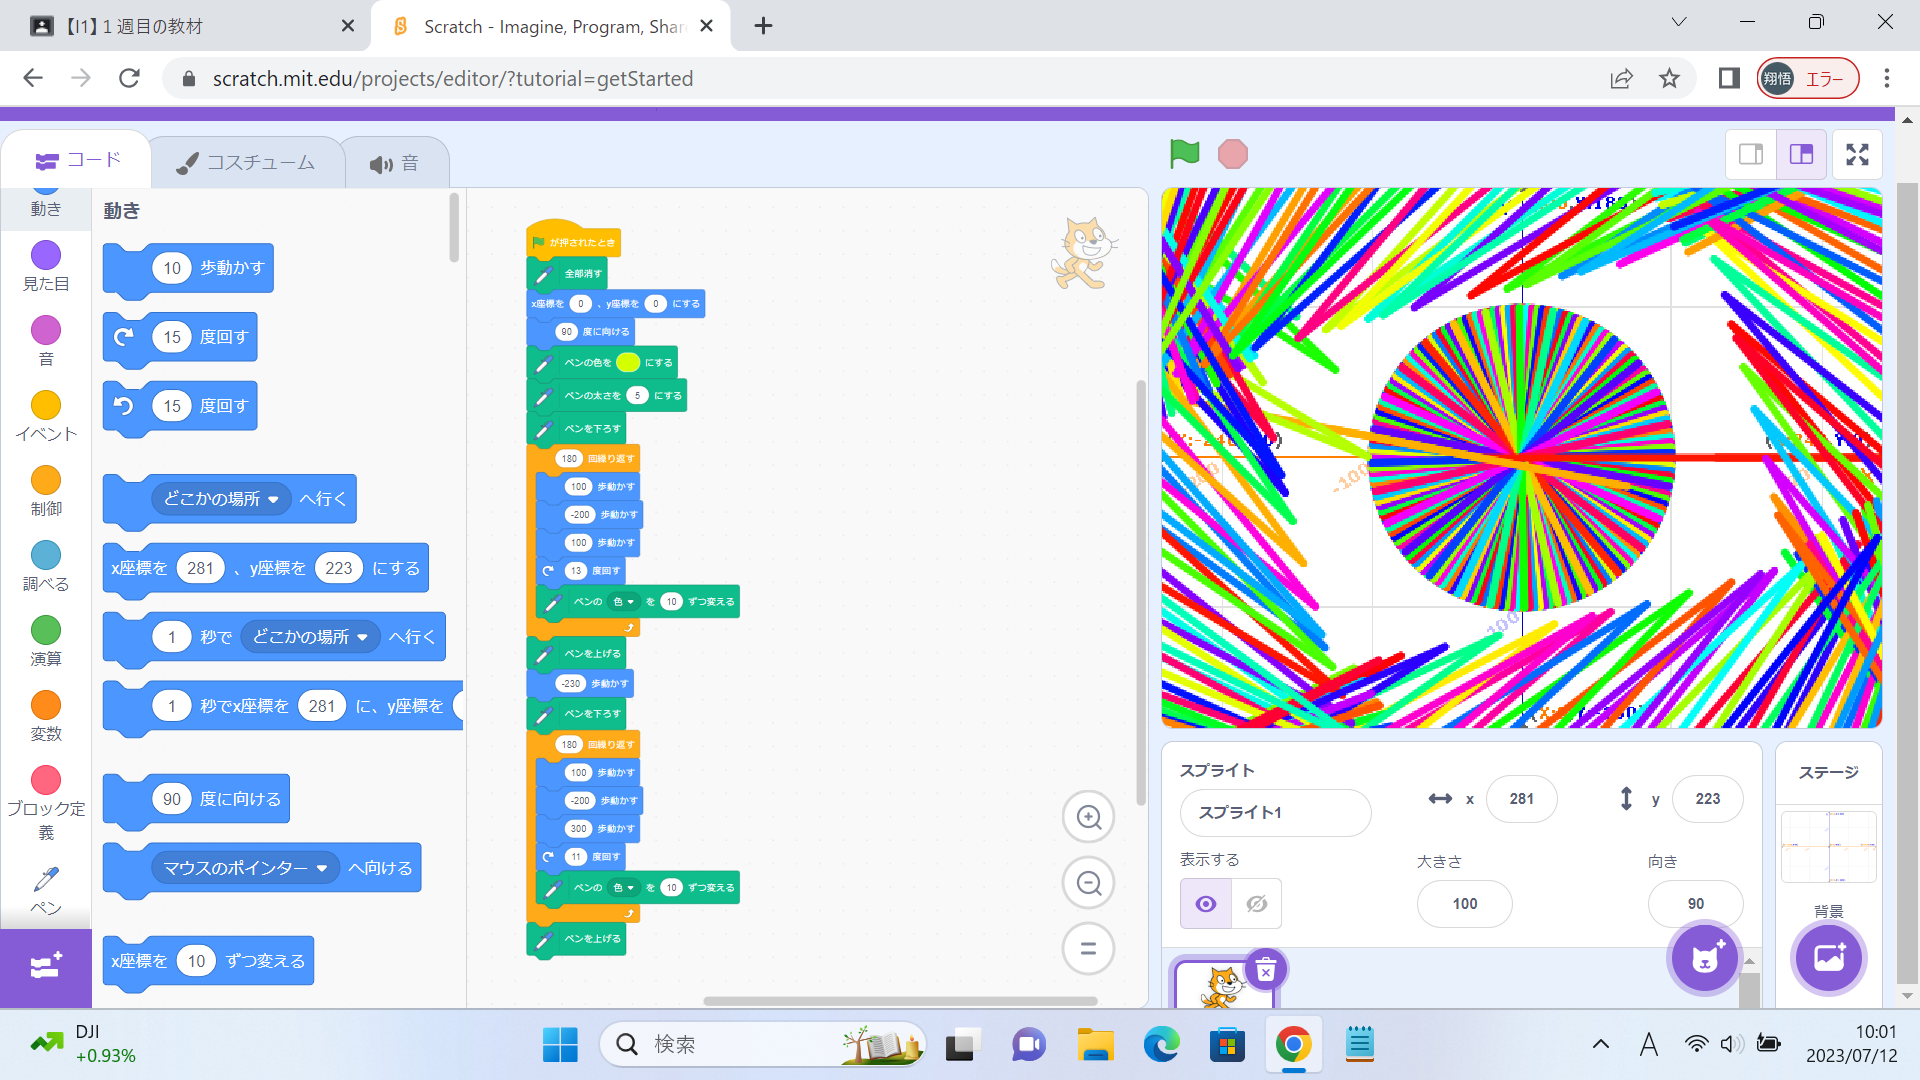 【I1】１週目の教材
Scratch - Imagine, Program, Shar
scratch.mit.edu/projects/editor/?tutorial=getStarted
翔悟
エラー
コード
コスチューム
音
動き
見た目
音
イベント
制御
調べる
演算
変数
ブロック定義
ペン
動き
10 歩動かす
15 度回す
15 度回す
どこかの場所 へ行く
x座標を 281 、y座標を 223 にする
1 秒で どこかの場所 へ行く
1 秒でx座標を 281 に、y座標を
90 度に向ける
マウスのポインター へ向ける
x座標を 10 ずつ変える
が押されたとき
全部消す
x座標を 0 、y座標を 0 にする
90 度に向ける
ペンの色を にする
ペンの太さを 5 にする
ペンを下ろす
180 回繰り返す
100 歩動かす
-200 歩動かす
100 歩動かす
13 度回す
ペンの 色 を 10 ずつ変える
ペンを上げる
-230 歩動かす
ペンを下ろす
180 回繰り返す
100 歩動かす
-200 歩動かす
300 歩動かす
11 度回す
ペンの 色 を 10 ずつ変える
ペンを上げる
-100
スプライト
スプライト1
x 281
y 223
表示する
大きさ
100
向き
90
ステージ
背景
DJI
+0.93%
検索
A
10:01
2023/07/12